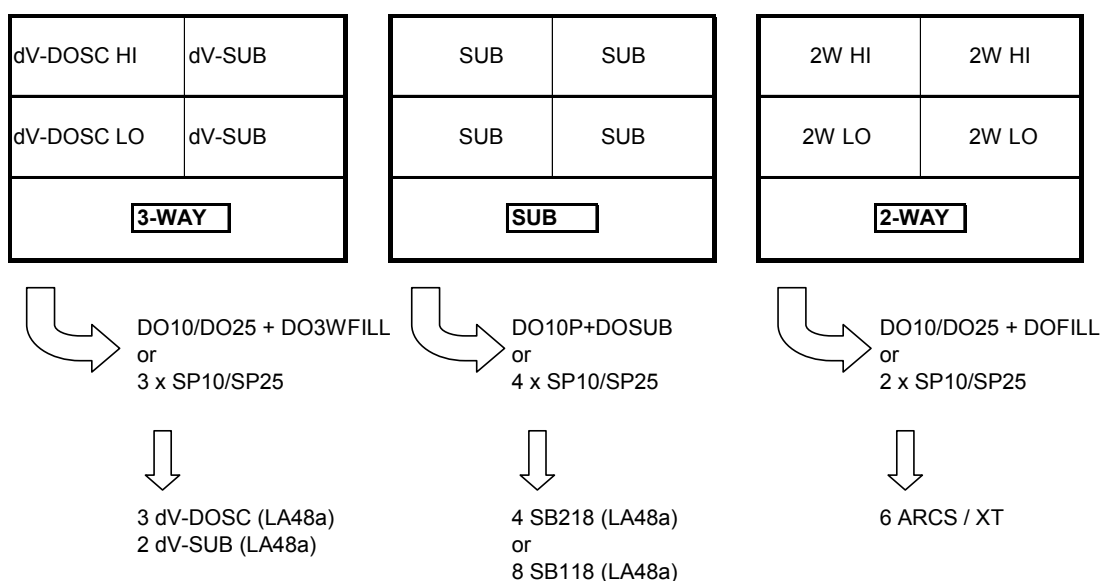 dV-DOSC HI dV-SUB
dV-DOSC LO dV-SUB
3-WAY
DO10/DO25 + DO3WFILL
or
3 x SP10/SP25
3 dV-DOSC (LA48a)
2 dV-SUB (LA48a)
SUB SUB
SUB SUB
SUB
DO10P+DOSUB
or
4 x SP10/SP25
4 SB218 (LA48a)
or
8 SB118 (LA48a)
2W HI 2W HI
2W LO 2W LO
2-WAY
DO10/DO25 + DOFILL
or
2 x SP10/SP25
6 ARCS / XT